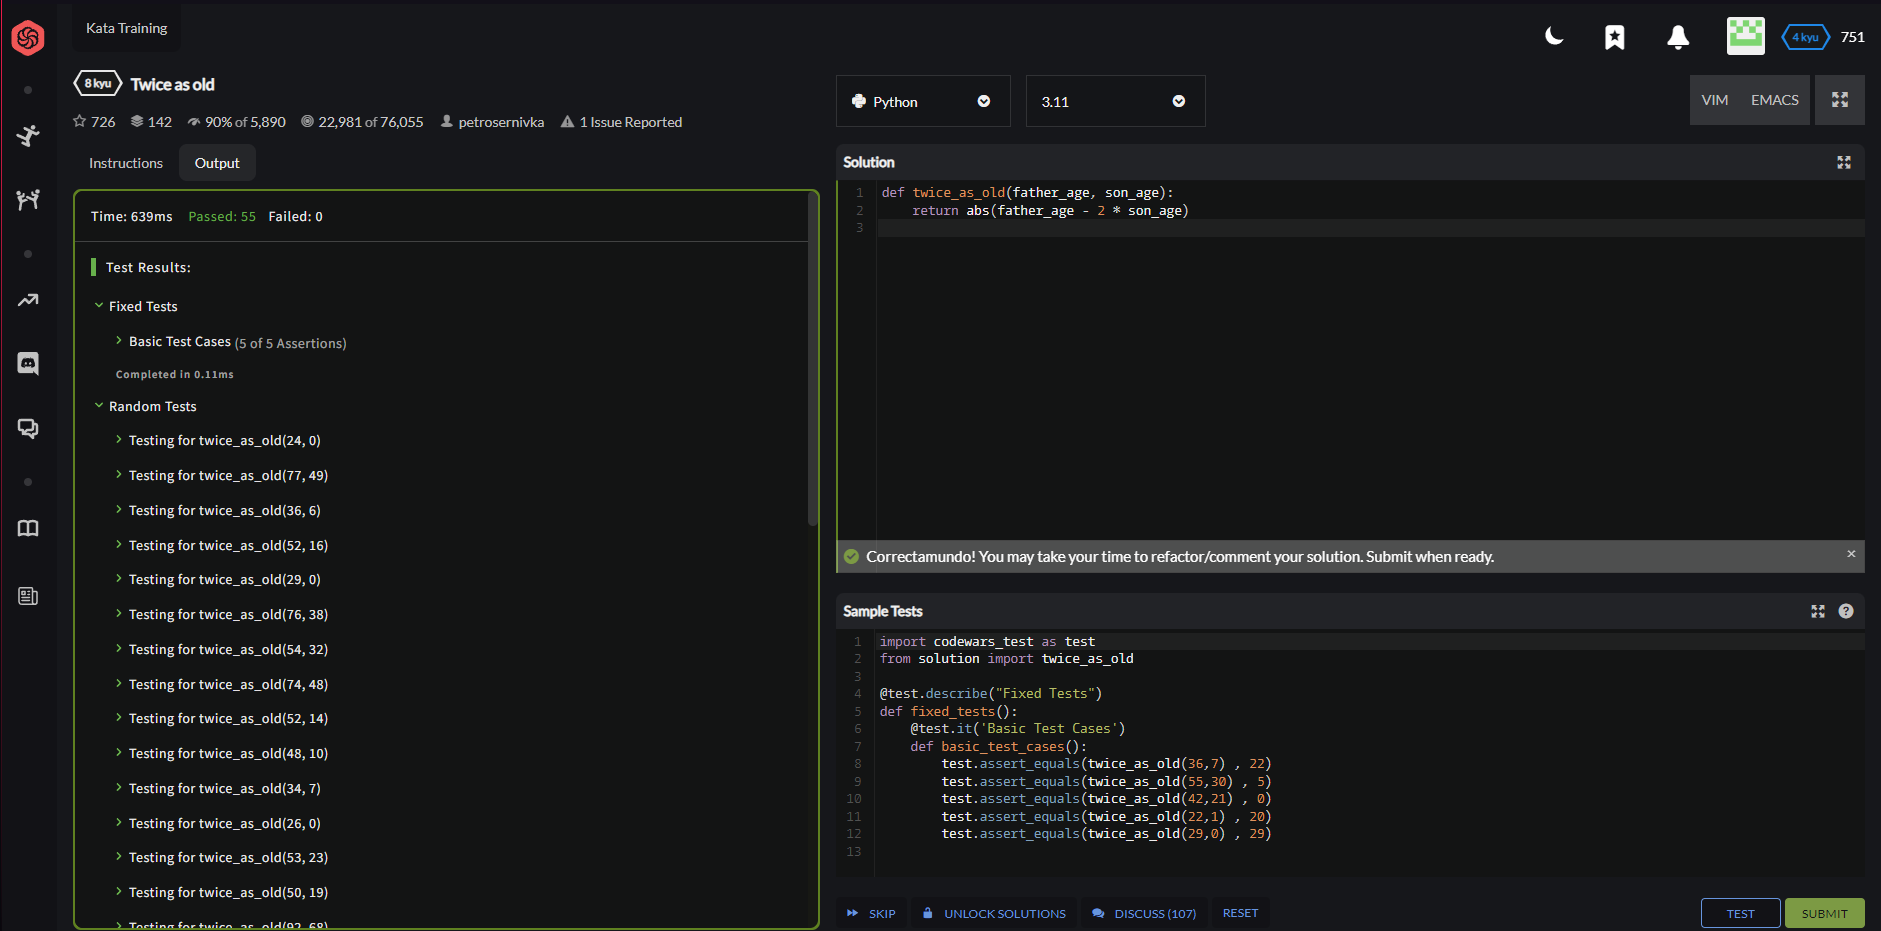 Kata Training
4 kyu 751
8 kyu Twice as old
726 142 90% of 5,890 22,981 of 76,055 petrosernivka 1 Issue Reported
Instructions Output
Time: 639ms Passed: 55 Failed: 0
Test Results:
Fixed Tests
Basic Test Cases (5 of 5 Assertions)
Completed in 0.11ms
Random Tests
Testing for twice_as_old(24, 0)
Testing for twice_as_old(77, 49)
Testing for twice_as_old(36, 6)
Testing for twice_as_old(52, 16)
Testing for twice_as_old(29, 0)
Testing for twice_as_old(76, 38)
Testing for twice_as_old(54, 32)
Testing for twice_as_old(74, 48)
Testing for twice_as_old(52, 14)
Testing for twice_as_old(48, 10)
Testing for twice_as_old(34, 7)
Testing for twice_as_old(26, 0)
Testing for twice_as_old(53, 23)
Testing for twice_as_old(50, 19)
Testing for twice_as_old(92, 68)
Python 3.11 VIM EMACS
Solution
1 def twice_as_old(father_age, son_age):
2     return abs(father_age - 2 * son_age)
3
Correctamundo! You may take your time to refactor/comment your solution. Submit when ready.
Sample Tests
1 import codewars_test as test
2 from solution import twice_as_old
3
4 @test.describe("Fixed Tests")
5 def fixed_tests():
6     @test.it('Basic Test Cases')
7     def basic_test_cases():
8         test.assert_equals(twice_as_old(36,7) , 22)
9         test.assert_equals(twice_as_old(55,30) , 5)
10         test.assert_equals(twice_as_old(42,21) , 0)
11         test.assert_equals(twice_as_old(22,1) , 20)
12         test.assert_equals(twice_as_old(29,0) , 29)
13
SKIP UNLOCK SOLUTIONS DISCUSS (107) RESET TEST SUBMIT